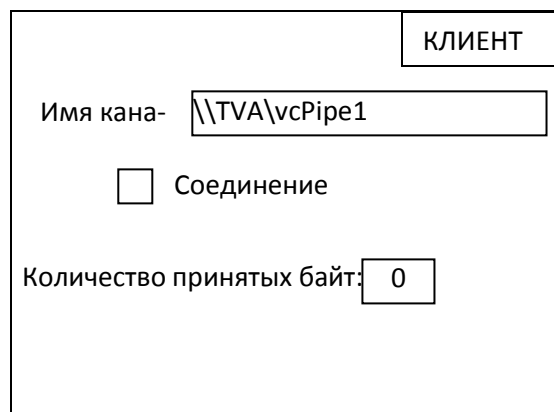 КЛИЕНТ
Имя кана- \\TVA\vcPipe1
Соединение
Количество принятых байт: 0